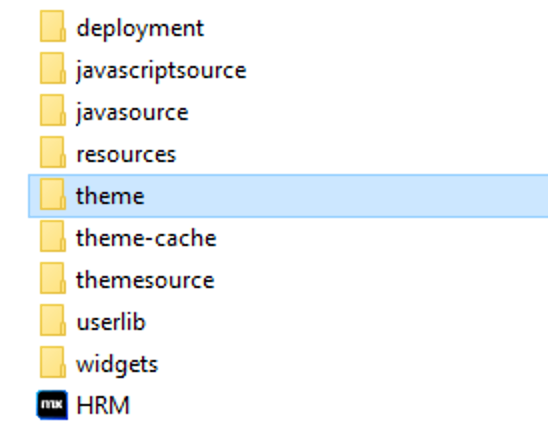 deployment
javascriptsource
javasource
resources
theme
theme-cache
themesource
userlib
widgets
mx HRM